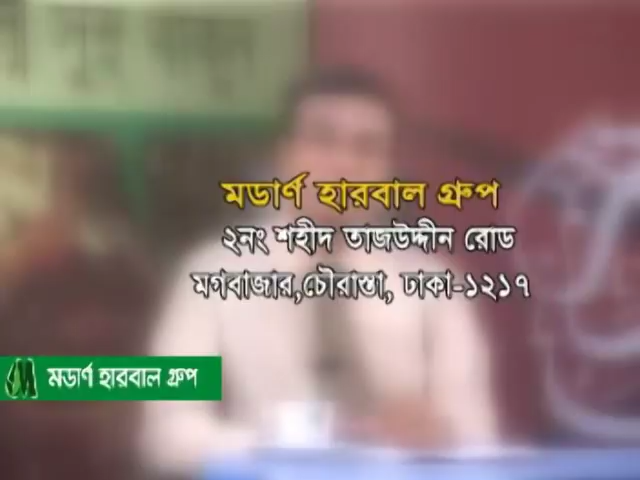 মডার্ণ হারবাল গ্রুপ
২নং শহীদ তাজউদ্দীন রোড
মগবাজার,চৌরাস্তা, ঢাকা-১২১৭
মডার্ণ হারবাল গ্রুপ